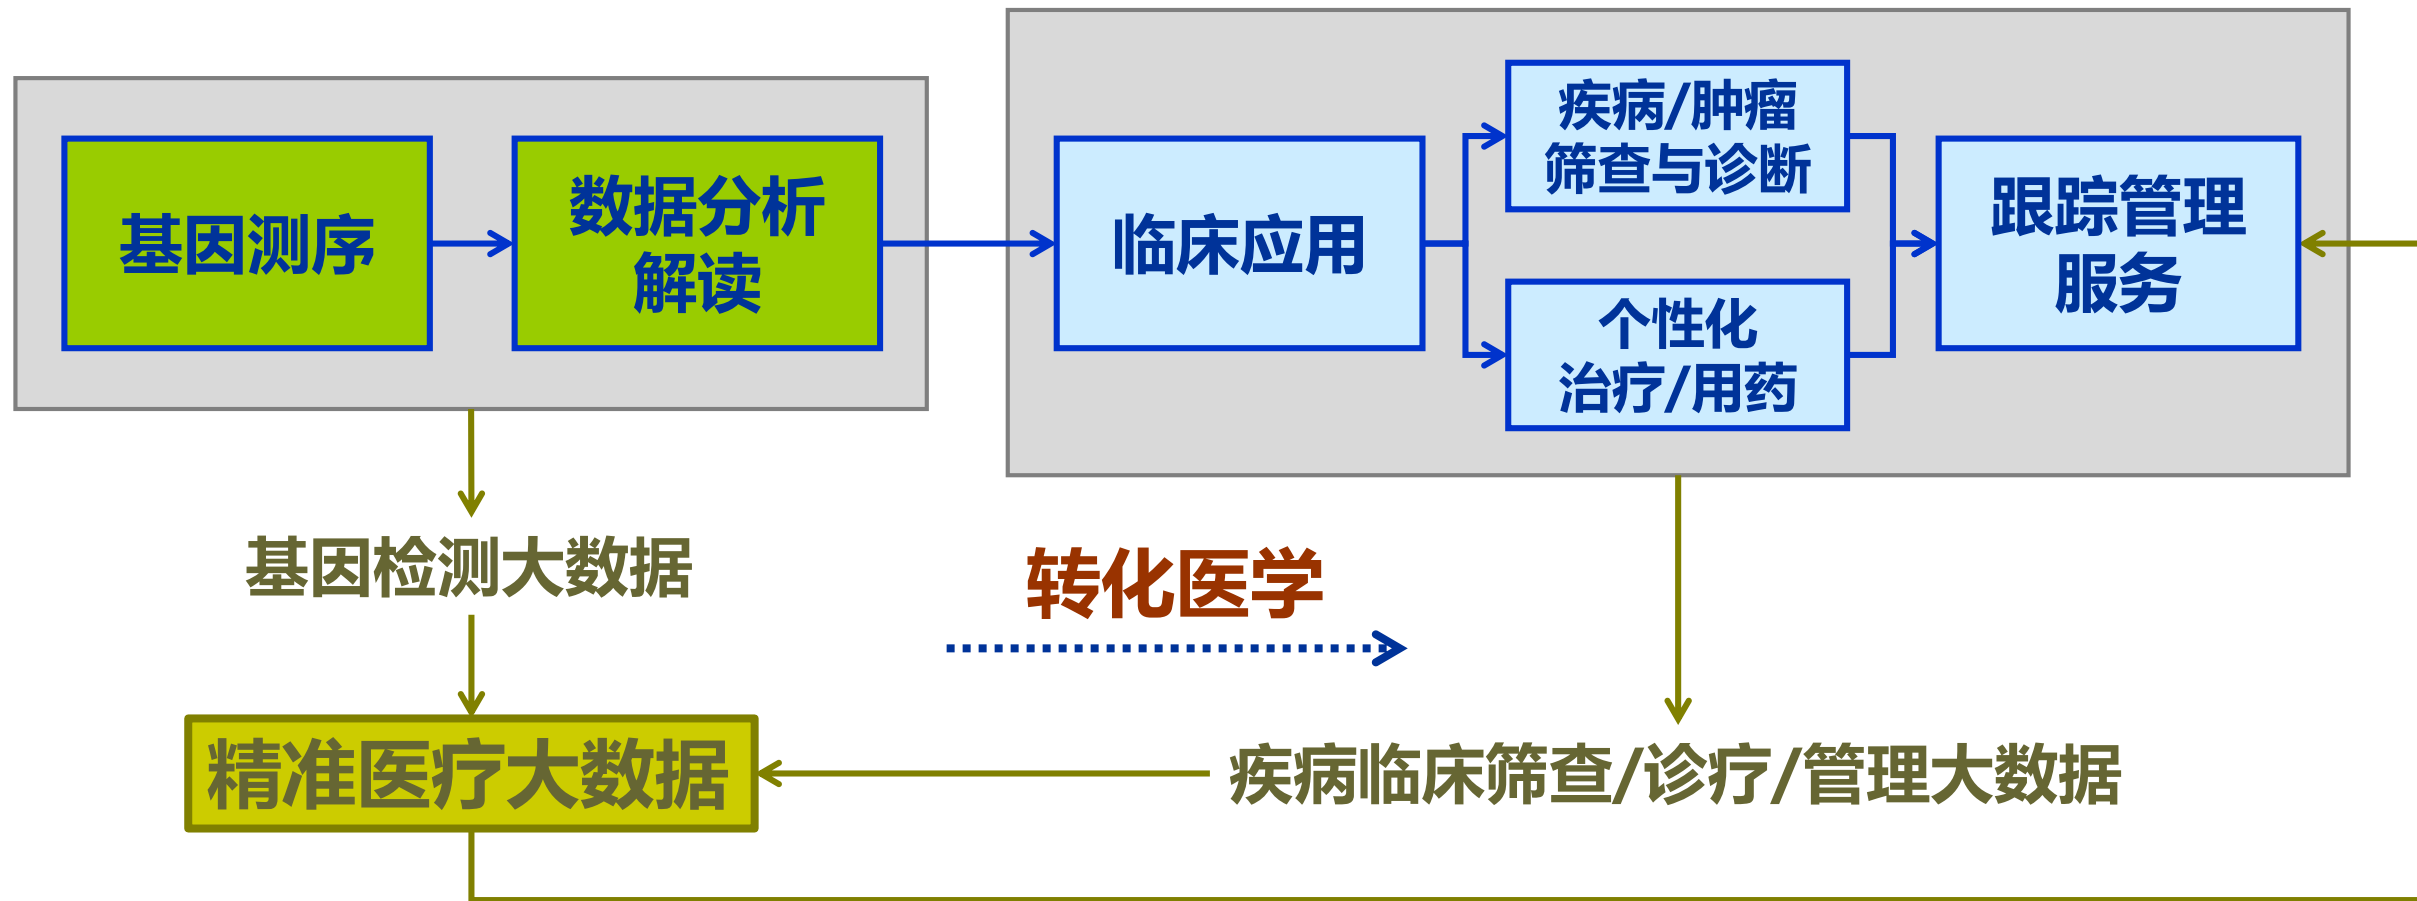 基因测序
数据分析
解读
临床应用
疾病/肿瘤
筛查与诊断
个性化
治疗/用药
跟踪管理
服务
基因检测大数据
转化医学
精准医疗大数据
疾病临床筛查/诊疗/管理大数据